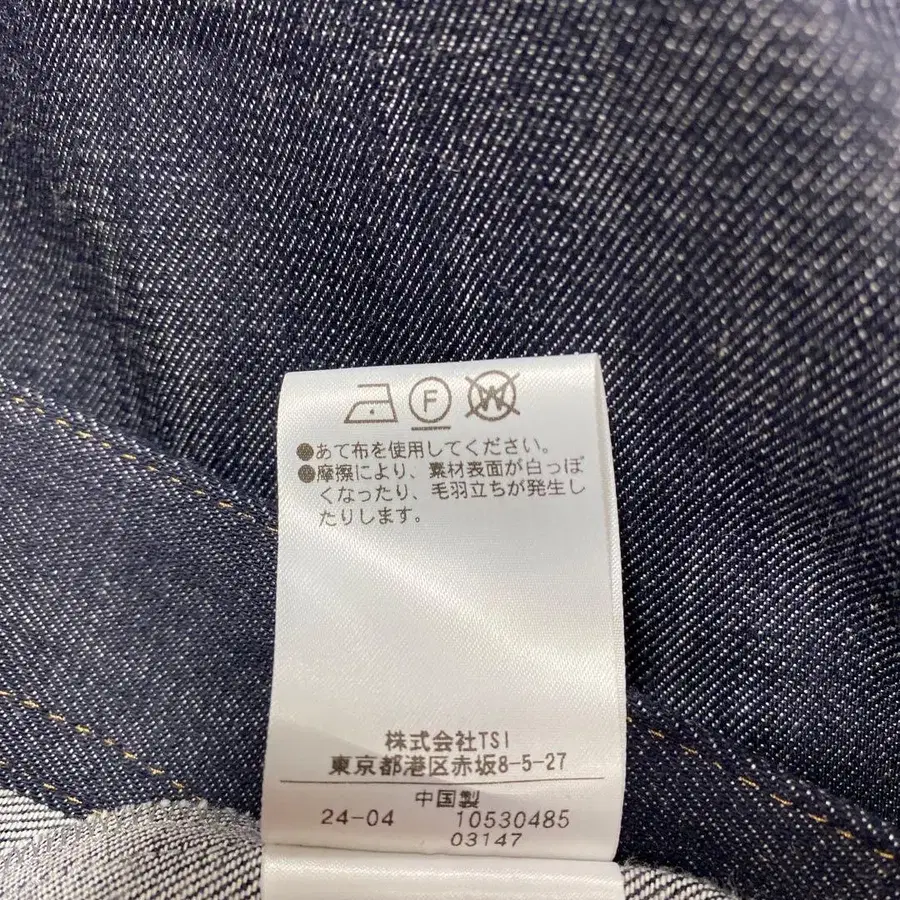 F W
●あて布を使用してください。
●摩擦により、素材表面が白っぽ
くなったり、毛羽立ちが発生し
たりします。
株式会社TSI
東京都港区赤坂8-5-27
中国製
24-04 10530485
03147